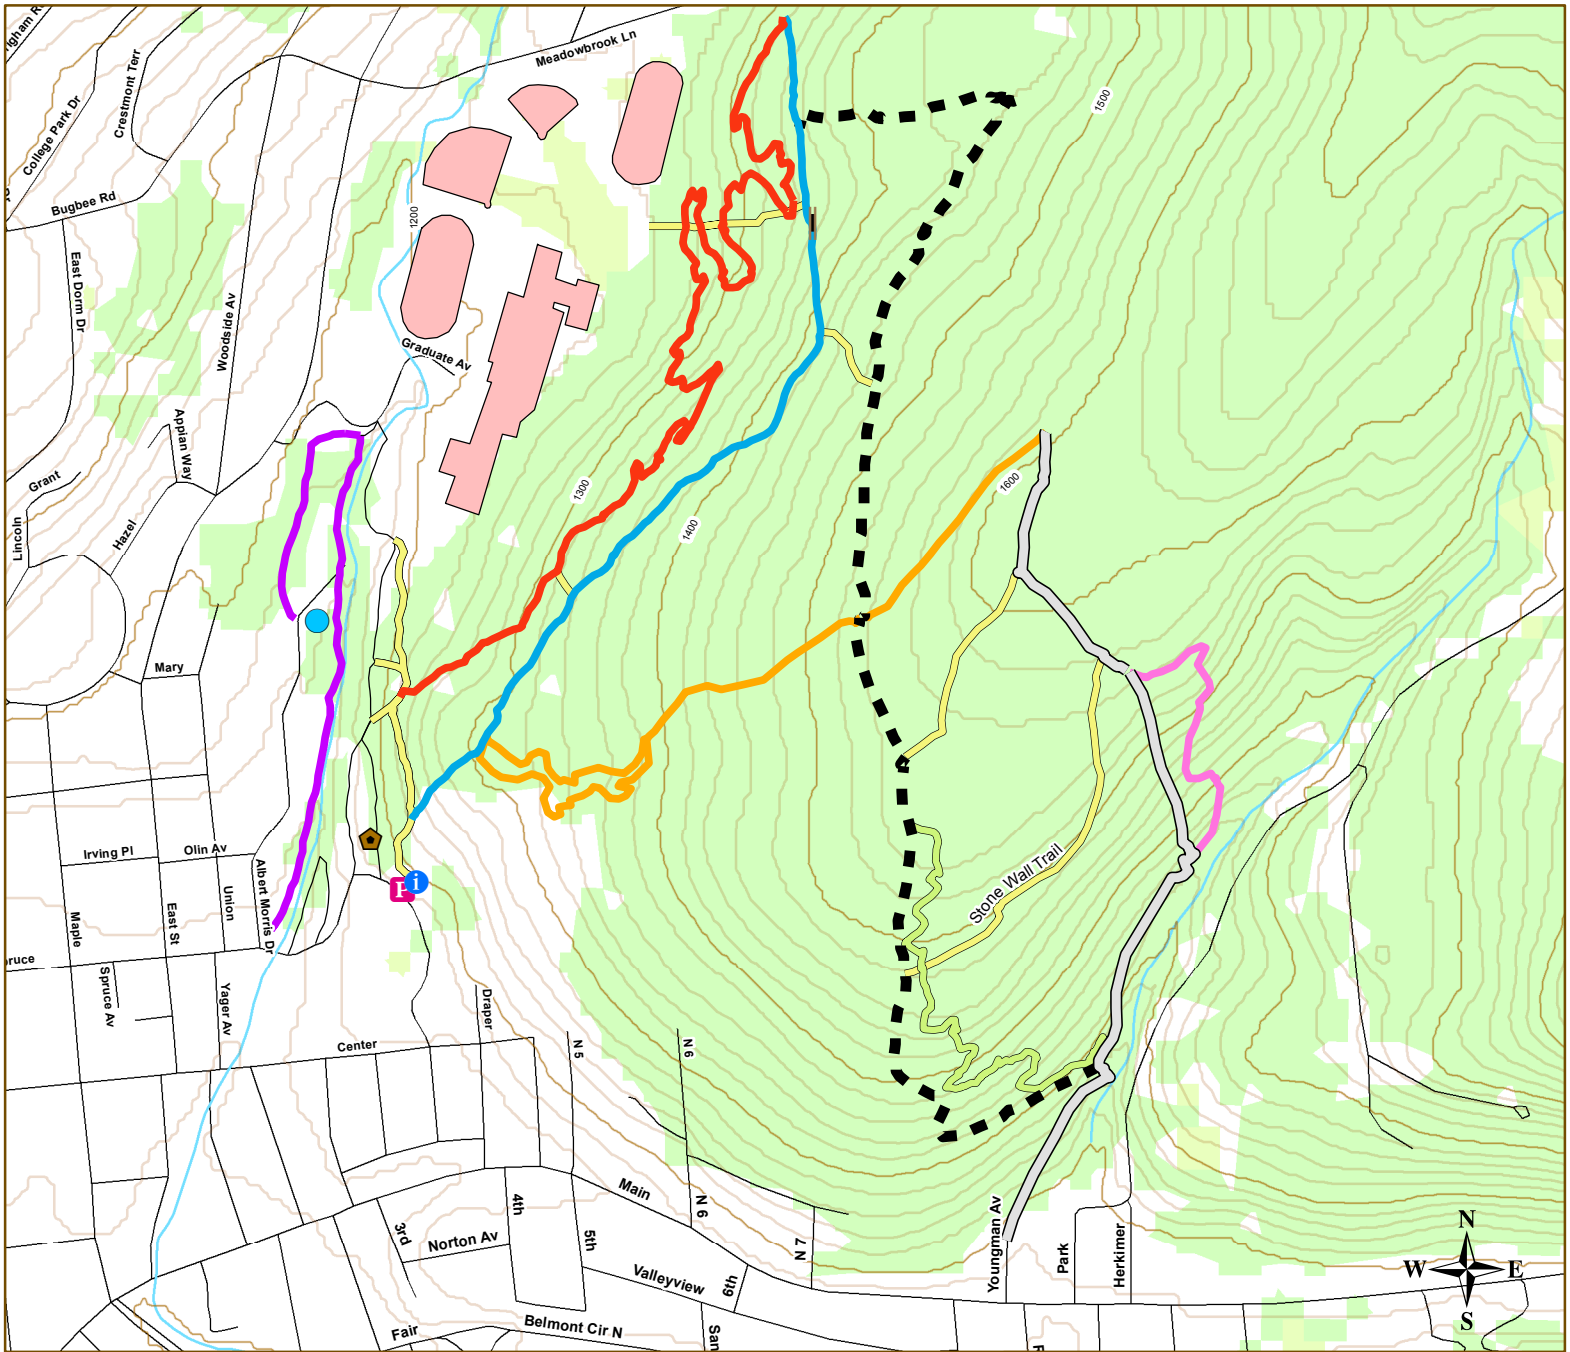 Meadowbrook Ln
Crestmont Terr
College Park Dr
1500
Bugbee Rd
1200
East Dorm Dr
Woodside Av
Graduate Av
Appian Way
Grant
Lincoln
Hazel
1300
1400
1600
Mary
Irving Pl
Olin Av
Albert Morris Dr
Stone Wall Trail
Maple
East St
Union
Spruce Av
Yager Av
Draper
Center
N 5
N 6
Main
N 6
4th
3rd
Norton Av
5th
N 7
Valleyview
6th
Youngman Av
Park
Herkimer
Fair
Belmont Cir N
San
P
i
N
W
E
S